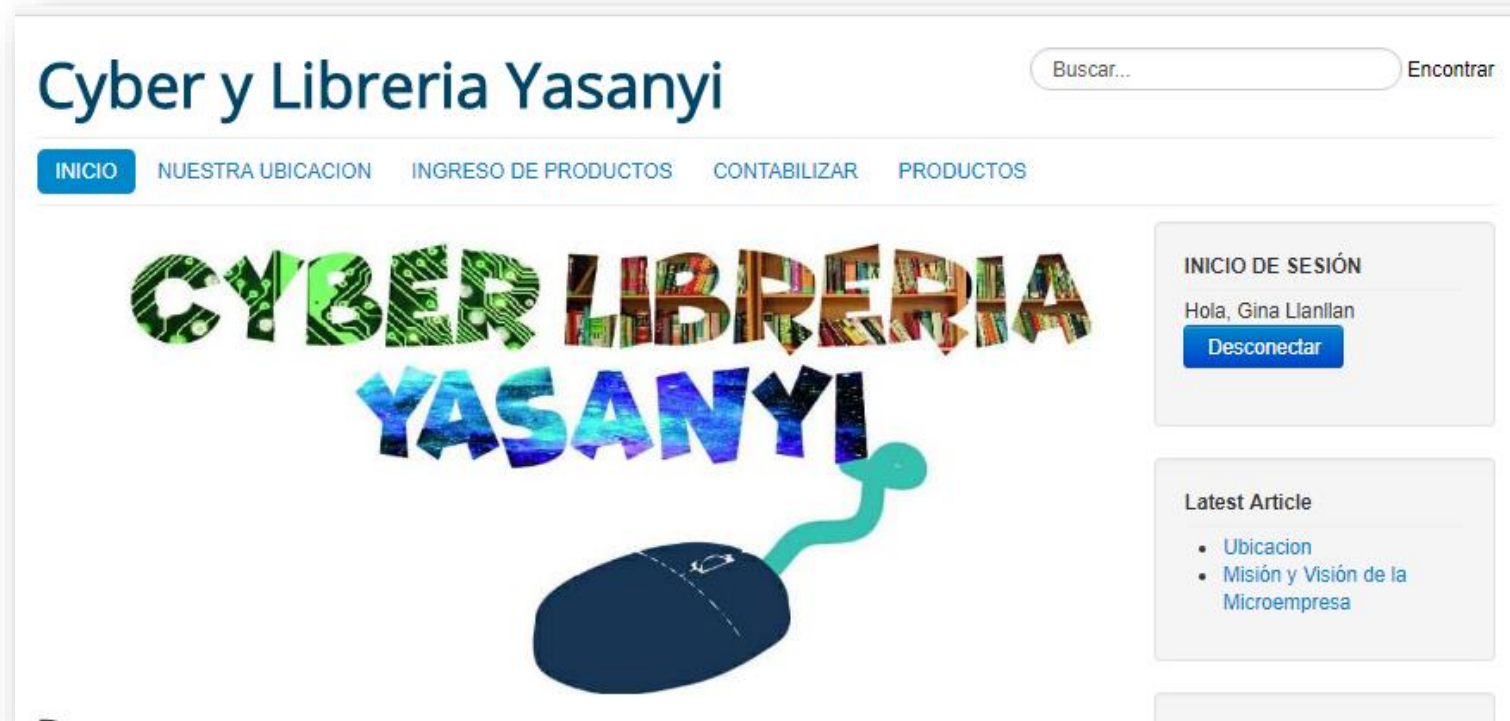 Cyber y Libreria Yasanyi
Buscar... Encontrar
INICIO NUESTRA UBICACION INGRESO DE PRODUCTOS CONTABILIZAR PRODUCTOS
CYBER LIBRERIA
YASANYI
INICIO DE SESIÓN
Hola, Gina Llanllan
Desconectar
Latest Article
Ubicacion
Misión y Visión de la
Microempresa